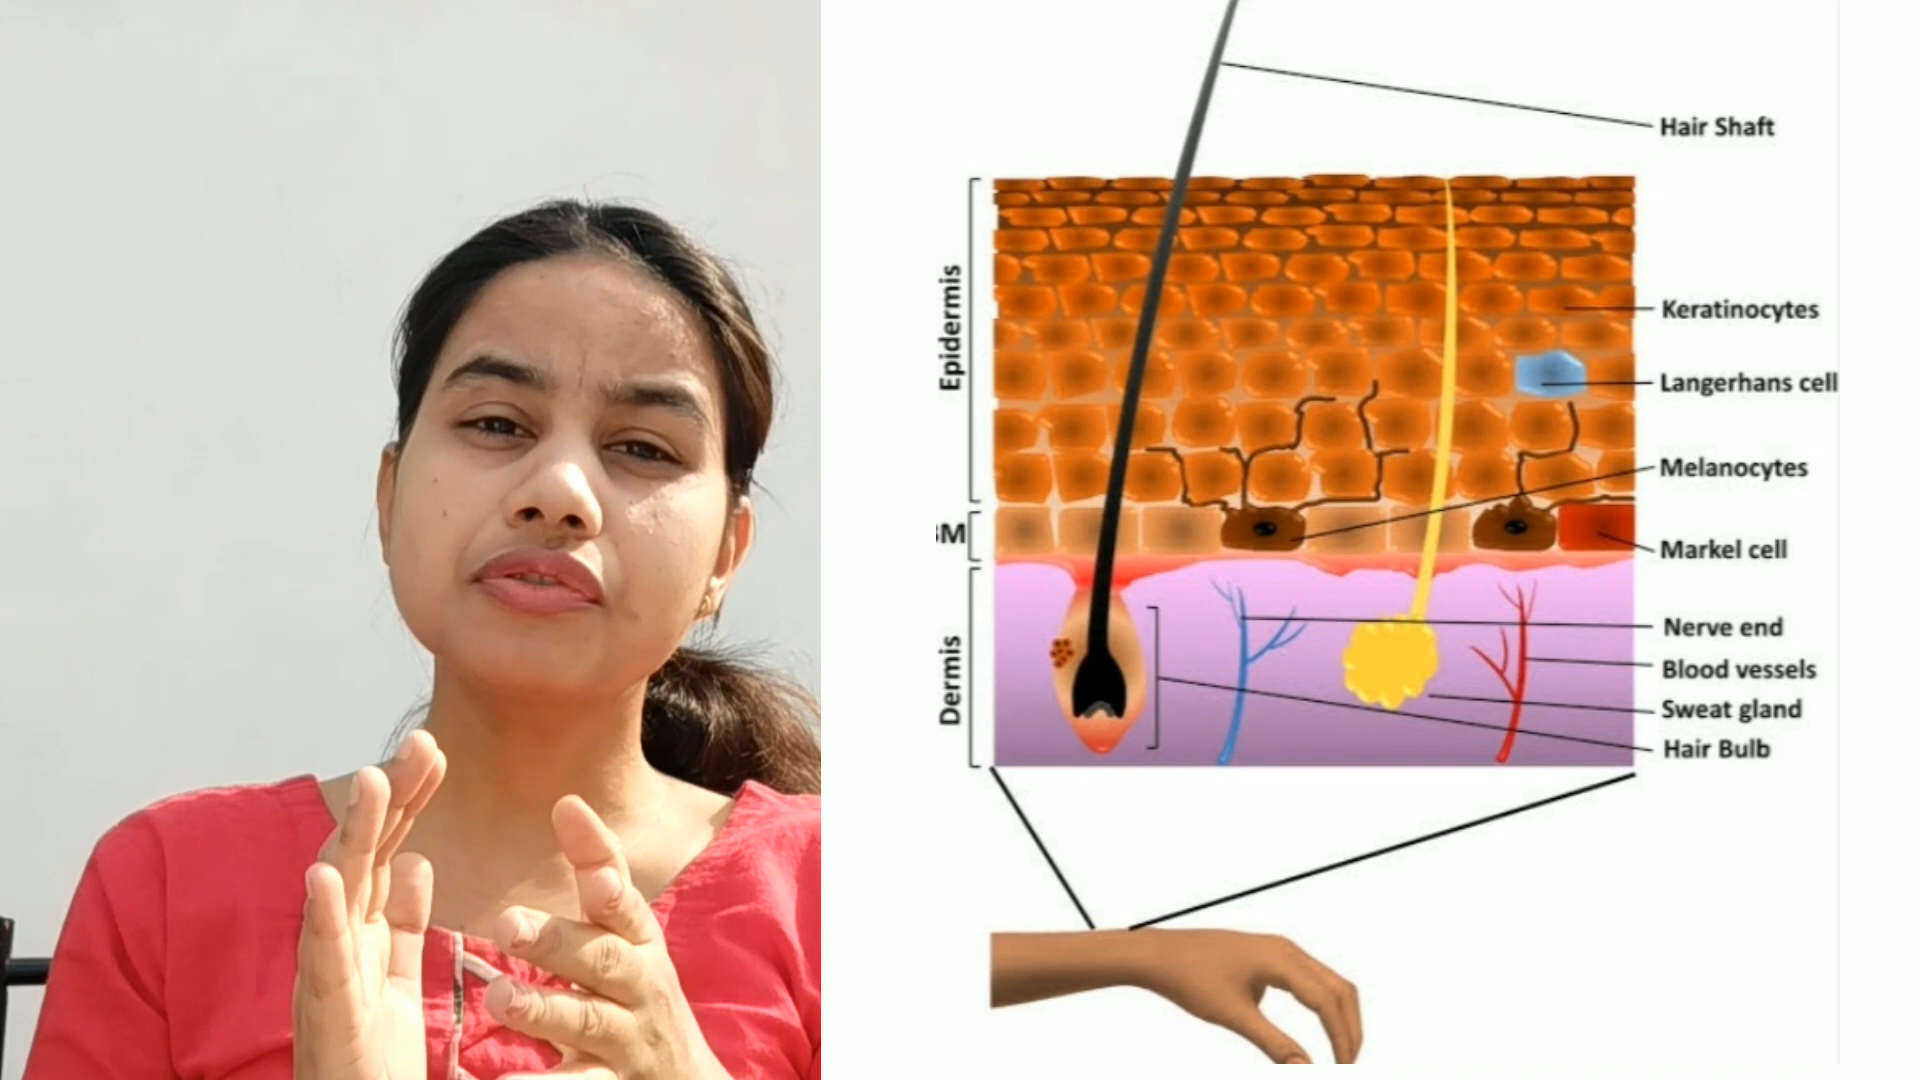 Hair Shaft
Epidermis
Keratinocytes
Langerhans cell
Melanocytes
Markel cell
Dermis
Nerve end
Blood vessels
Sweat gland
Hair Bulb